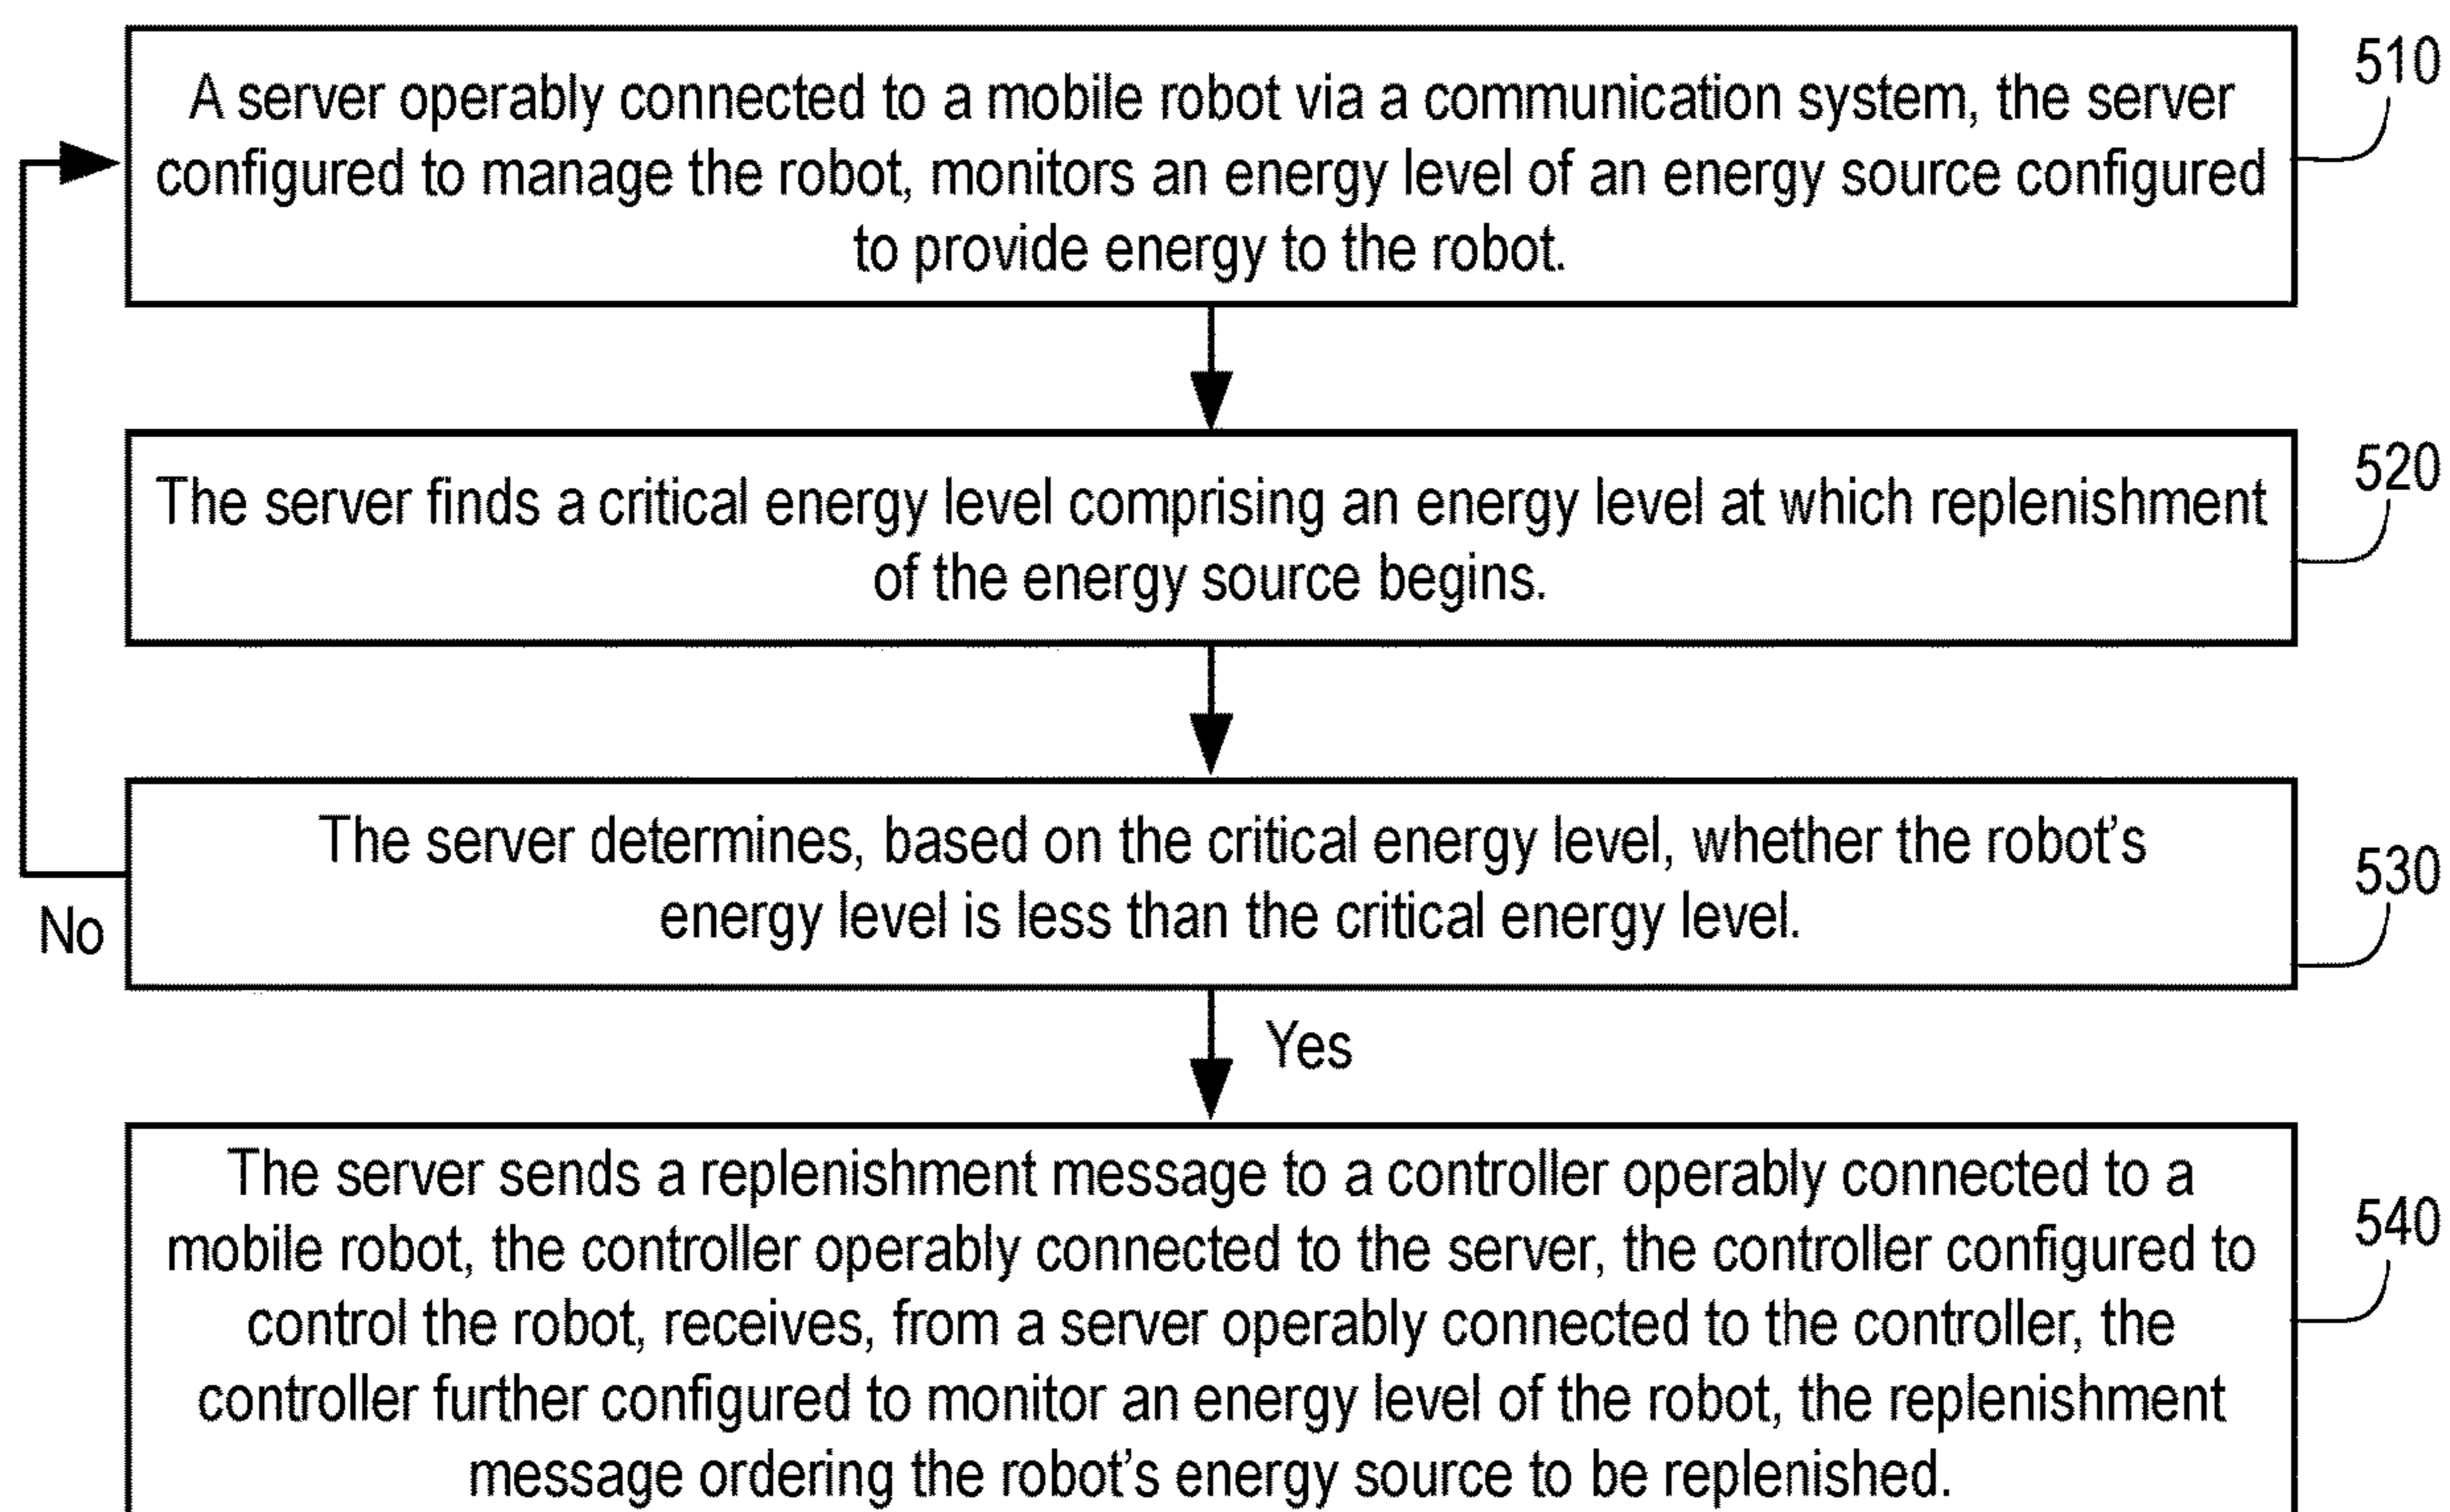 A server operably connected to a mobile robot via a communication system, the server
configured to manage the robot, monitors an energy level of an energy source configured
to provide energy to the robot.
510
The server finds a critical energy level comprising an energy level at which replenishment
of the energy source begins.
520
The server determines, based on the critical energy level, whether the robot's
energy level is less than the critical energy level.
530
No
Yes
The server sends a replenishment message to a controller operably connected to a
mobile robot, the controller operably connected to the server, the controller configured to
control the robot, receives, from a server operably connected to the controller, the
controller further configured to monitor an energy level of the robot, the replenishment
message ordering the robot's energy source to be replenished.
540